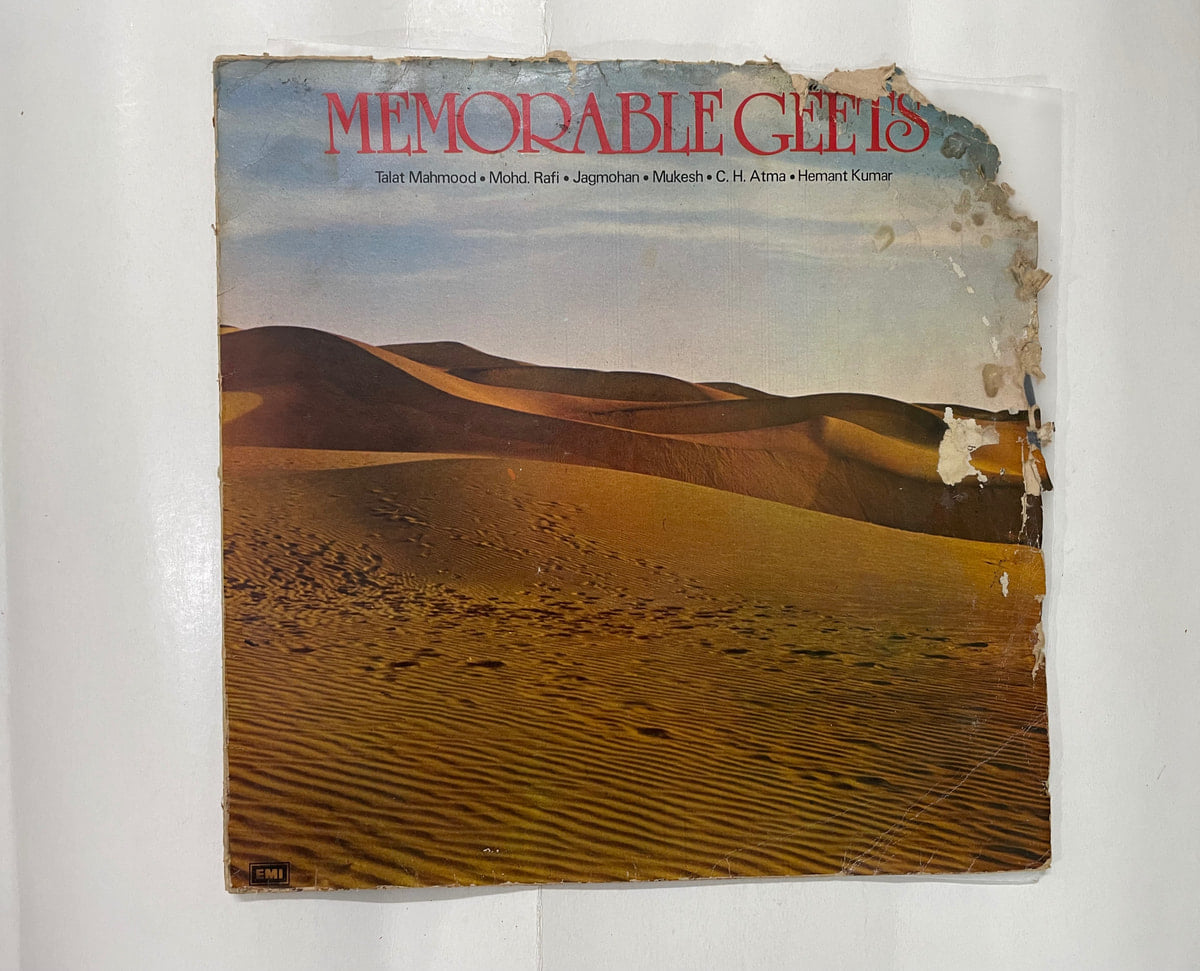 MEMORABLE GEETS
Talat Mahmood • Mohd. Rafi • Jagmohan • Mukesh • C. H. Atma • Hemant Kumar
EMI